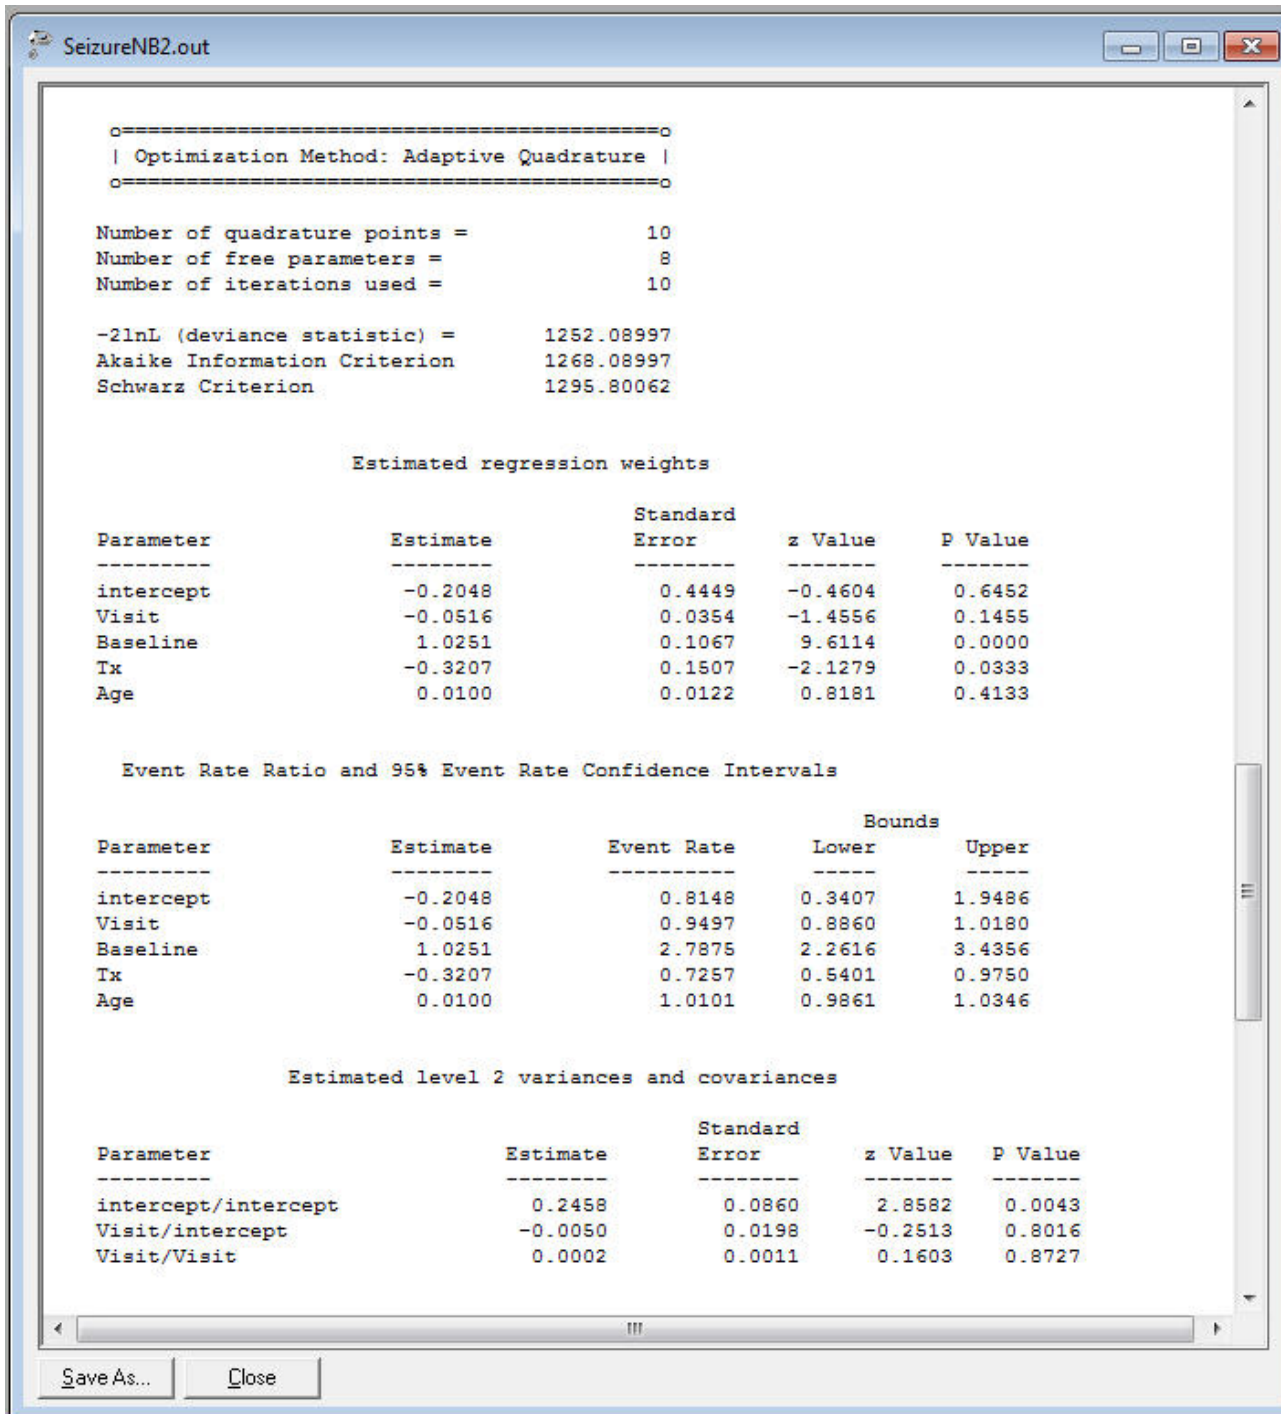 SeizureNB2.out
o==========================================o
| Optimization Method: Adaptive Quadrature |
o==========================================o
Number of quadrature points = 10
Number of free parameters = 8
Number of iterations used = 10
-2lnL (deviance statistic) = 1252.08997
Akaike Information Criterion 1268.08997
Schwarz Criterion 1295.80062
Estimated regression weights
Standard
Parameter Estimate Error z Value P Value
--------- -------- -------- ------- -------
intercept -0.2048 0.4449 -0.4604 0.6452
Visit -0.0516 0.0354 -1.4556 0.1455
Baseline 1.0251 0.1067 9.6114 0.0000
Tx -0.3207 0.1507 -2.1279 0.0333
Age 0.0100 0.0122 0.8181 0.4133
Event Rate Ratio and 95% Event Rate Confidence Intervals
Bounds
Parameter Estimate Event Rate Lower Upper
--------- -------- ---------- ----- -----
intercept -0.2048 0.8148 0.3407 1.9486
Visit -0.0516 0.9497 0.8860 1.0180
Baseline 1.0251 2.7875 2.2616 3.4356
Tx -0.3207 0.7257 0.5401 0.9750
Age 0.0100 1.0101 0.9861 1.0346
Estimated level 2 variances and covariances
Standard
Parameter Estimate Error z Value P Value
--------- -------- -------- ------- -------
intercept/intercept 0.2458 0.0860 2.8582 0.0043
Visit/intercept -0.0050 0.0198 -0.2513 0.8016
Visit/Visit 0.0002 0.0011 0.1603 0.8727
Save As... Close